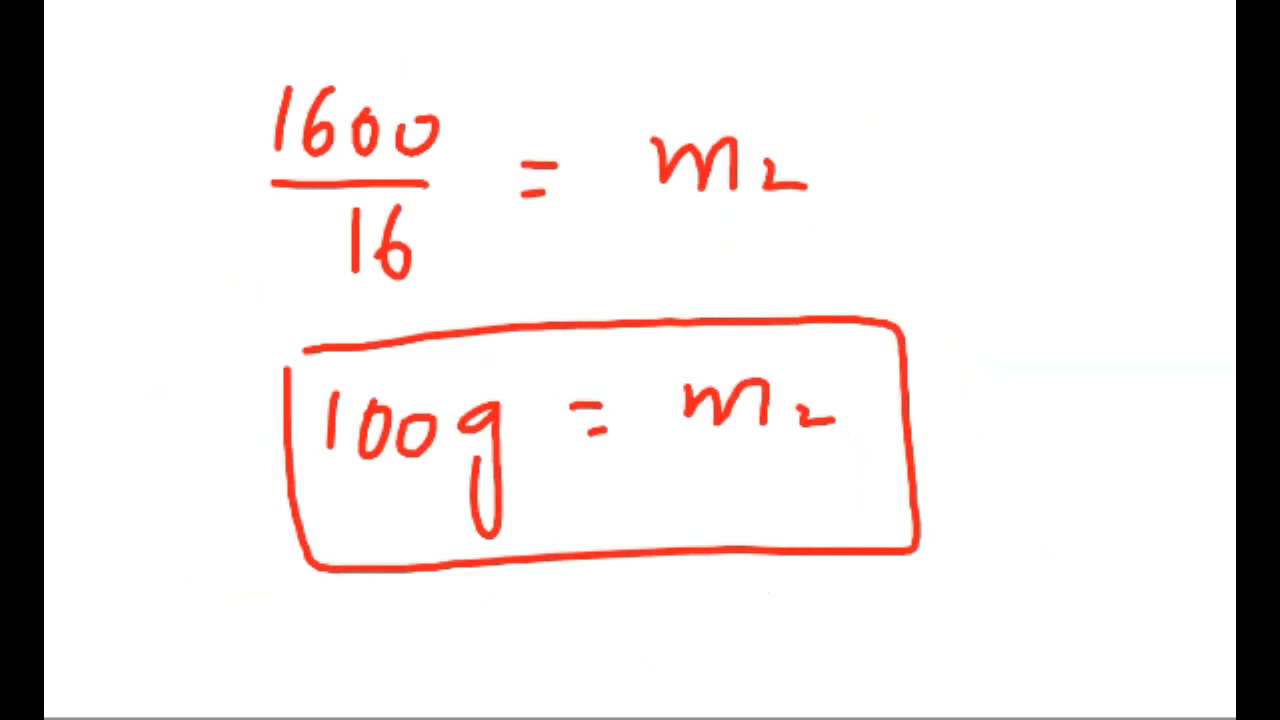 1600/16 = m₂
100g = m₂